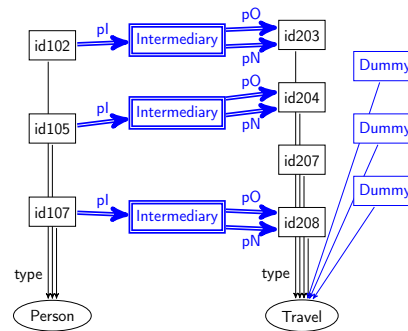 id102
pI
Intermediary
pO
pN
id203
Dummy
id105
pI
Intermediary
pO
pN
id204
Dummy
id207
id107
pI
Intermediary
pO
pN
id208
Dummy
type
type
Person
Travel